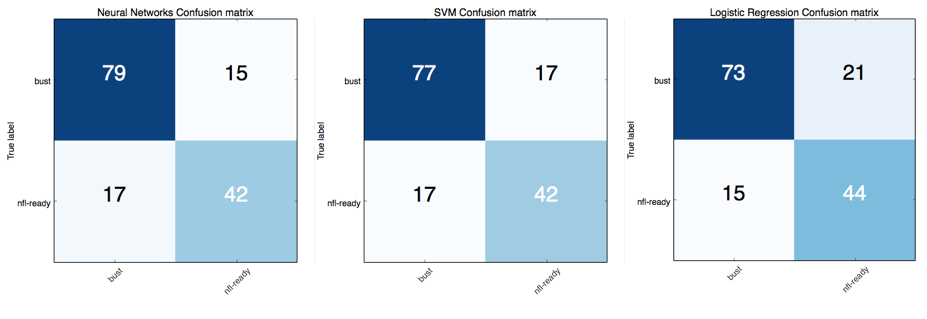 Neural Networks Confusion matrix
True label
bust
79
15
nfl-ready
17
42
bust
nfl-ready
SVM Confusion matrix
True label
bust
77
17
nfl-ready
17
42
bust
nfl-ready
Logistic Regression Confusion matrix
True label
bust
73
21
nfl-ready
15
44
bust
nfl-ready